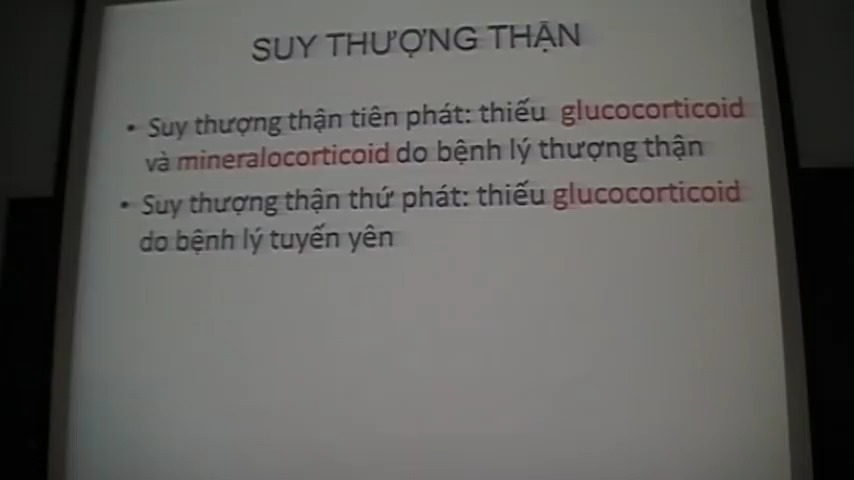 SUY THƯỢNG THẬN
• Suy thượng thận tiên phát: thiếu glucocorticoid
và mineralocorticoid do bệnh lý thượng thận
• Suy thượng thận thứ phát: thiếu glucocorticoid
do bệnh lý tuyến yên